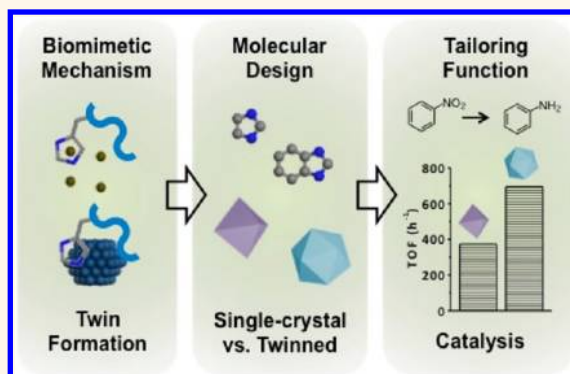 Biomimetic
Mechanism
Twin
Formation
Molecular
Design
Single-crystal
vs. Twinned
Tailoring
Function
NO₂
NH₂
800
600
400
200
0
TOF (h⁻¹)
Catalysis